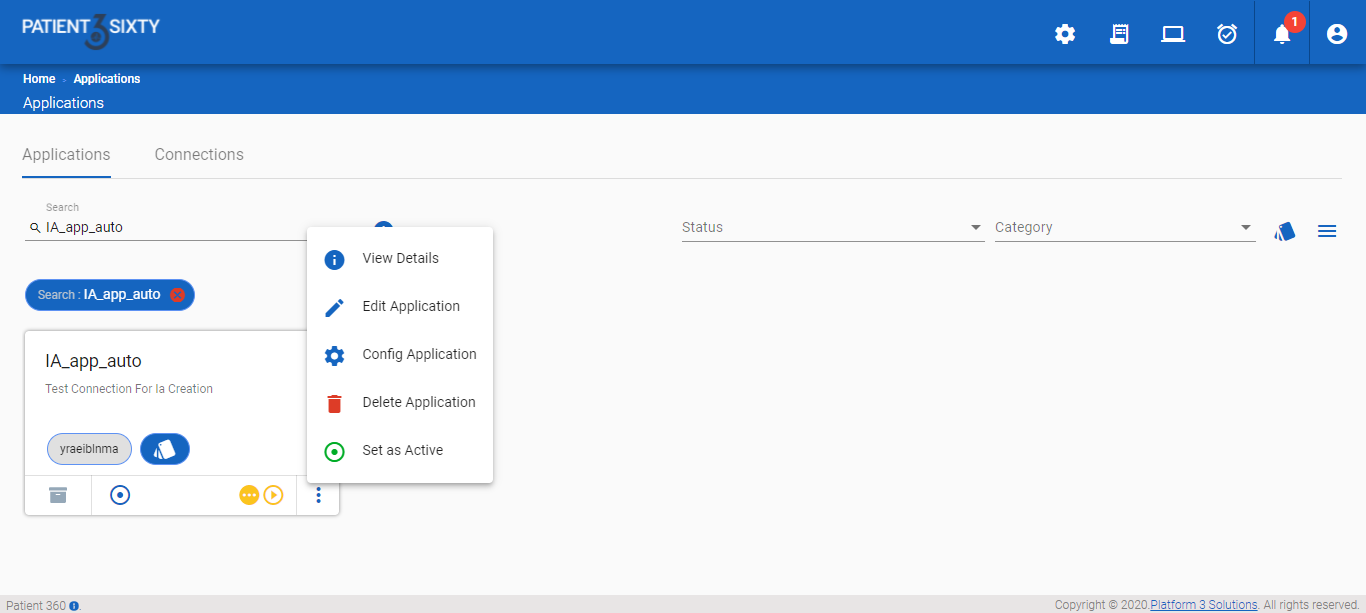 PATIENT 3 SIXTY
1
Home Applications
Applications
Applications Connections
Search
IA_app_auto
Status
Category
Search : IA_app_auto
View Details
Edit Application
Config Application
Delete Application
Set as Active
IA_app_auto
Test Connection For Ia Creation
yraeiblnma
Patient 360
Copyright © 2020.Platform 3 Solutions. All rights reserved.